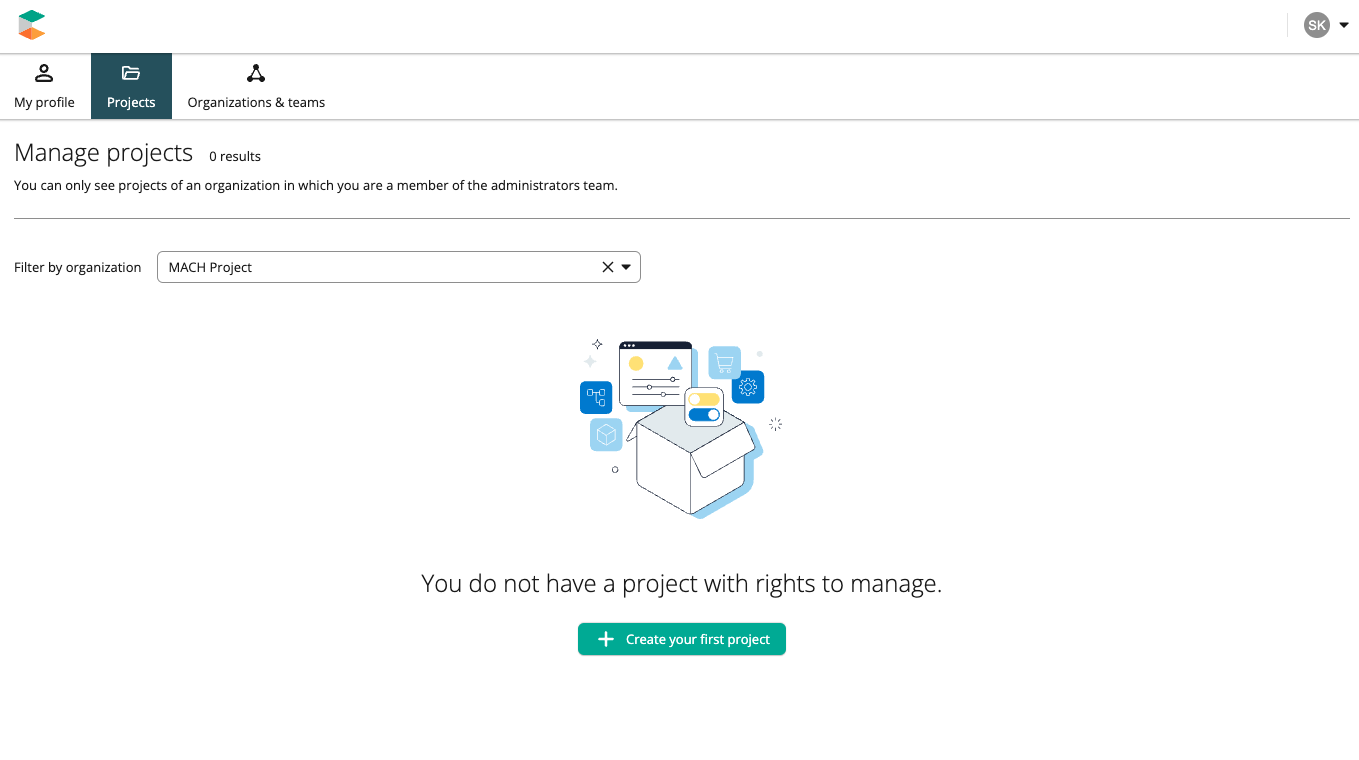 SK
My profile
Projects
Organizations & teams
Manage projects 0 results
You can only see projects of an organization in which you are a member of the administrators team.
Filter by organization MACH Project
You do not have a project with rights to manage.
Create your first project